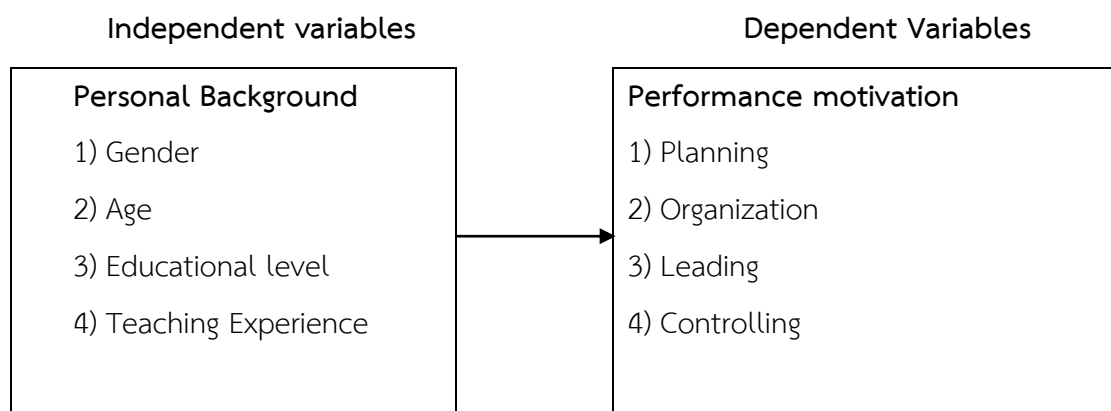 Independent variables
Dependent Variables
Personal Background
1) Gender
2) Age
3) Educational level
4) Teaching Experience
Performance motivation
1) Planning
2) Organization
3) Leading
4) Controlling